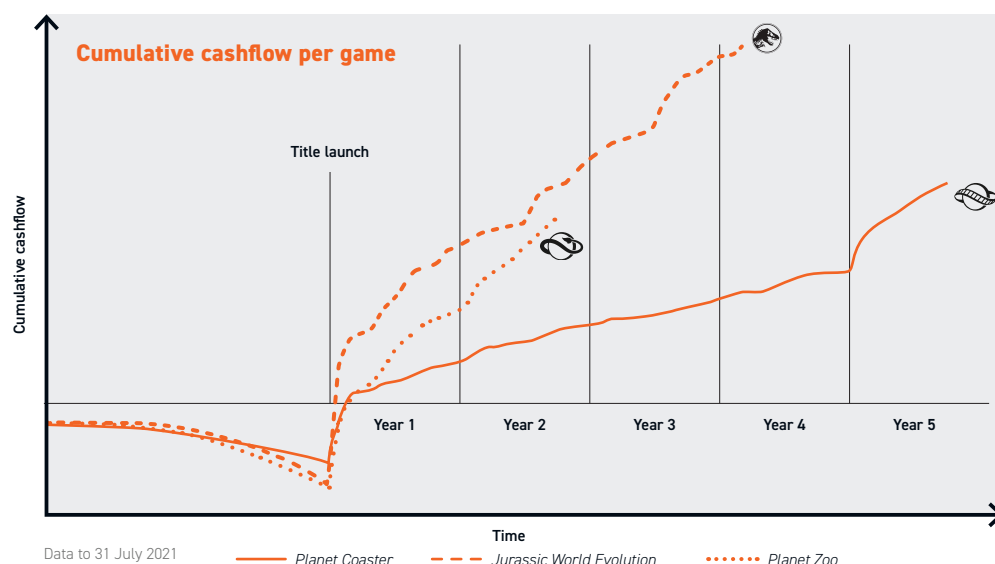 Cumulative cashflow per game
Title launch
Cumulative cashflow
Year 1
Year 2
Year 3
Year 4
Year 5
Time
Data to 31 July 2021
Planet Coaster
Jurassic World Evolution
Planet Zoo